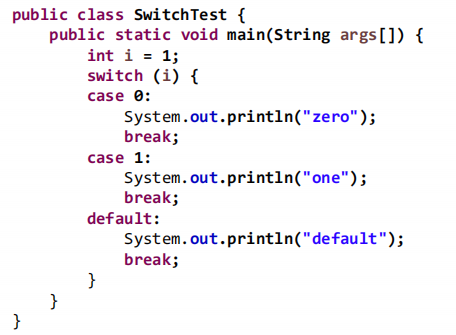 public class SwitchTest {
    public static void main(String args[]) {
        int i = 1;
        switch (i) {
        case 0:
            System.out.println("zero");
            break;
        case 1:
            System.out.println("one");
            break;
        default:
            System.out.println("default");
            break;
        }
    }
}